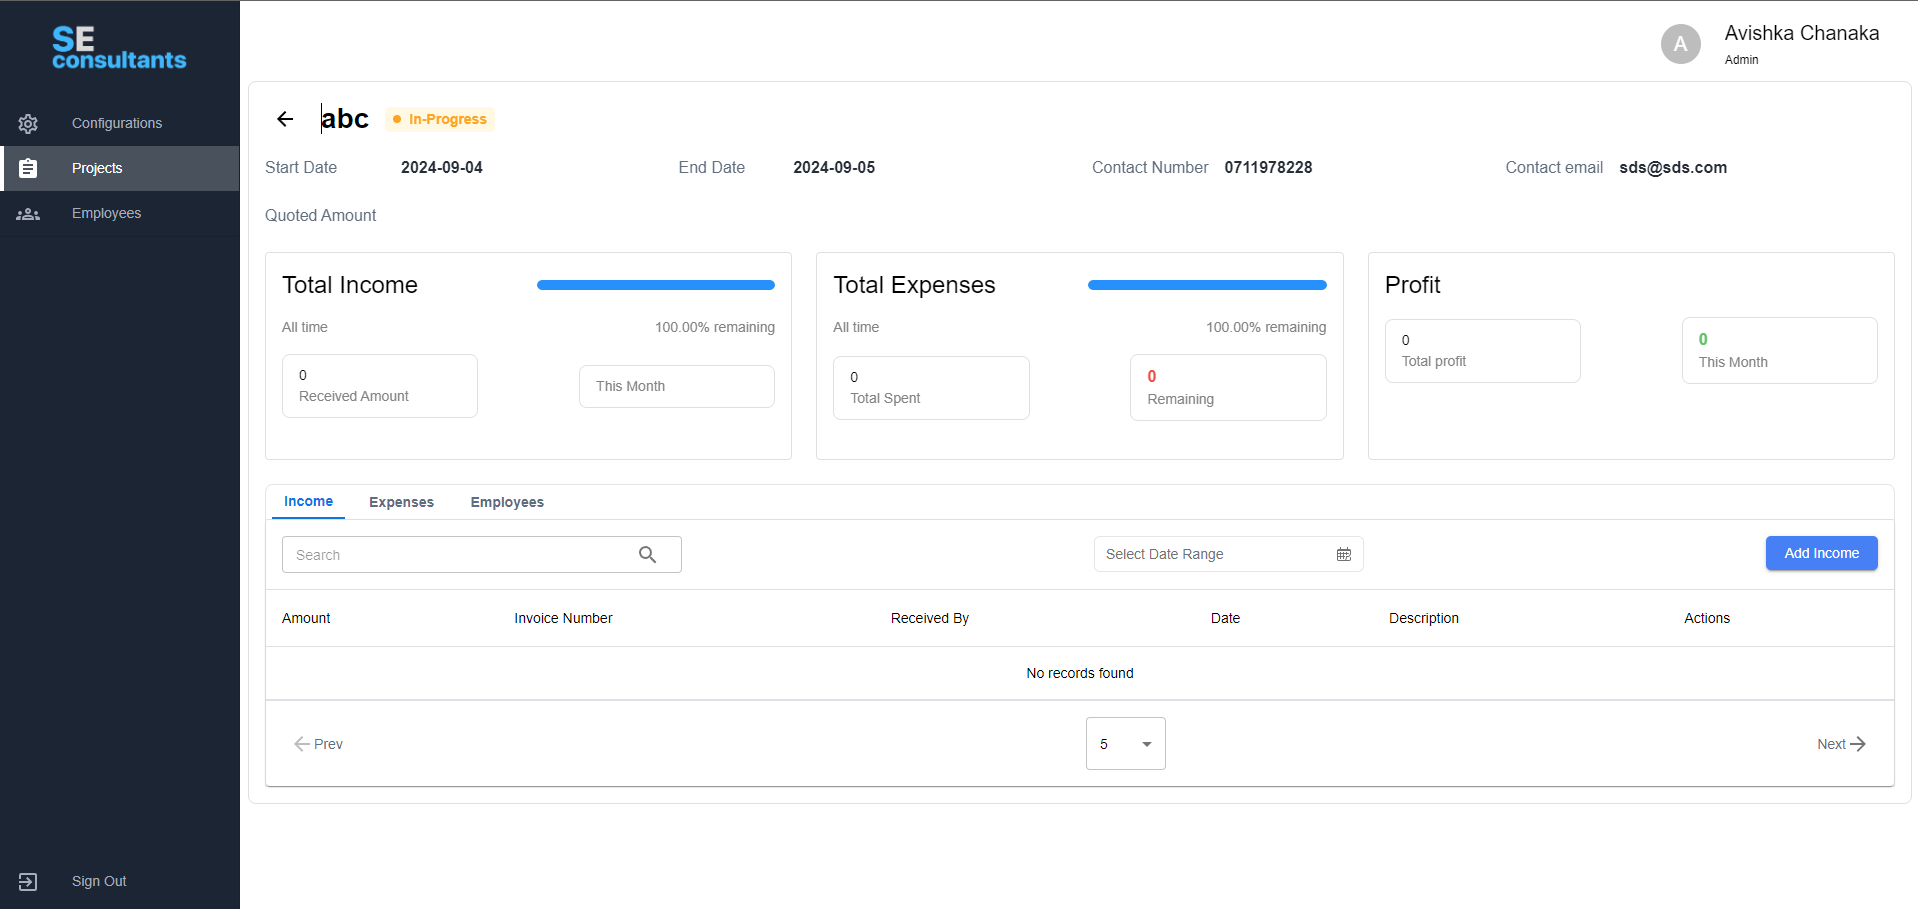 SE
consultants
Avishka Chanaka
A
Admin
Configurations
Projects
Employees
Sign Out
abc
In-Progress
Start Date 2024-09-04 End Date 2024-09-05 Contact Number 0711978228 Contact email sds@sds.com
Quoted Amount
Total Income
All time 100.00% remaining
0
Received Amount
This Month
Total Expenses
All time 100.00% remaining
0
Total Spent
0
Remaining
Profit
0
Total profit
0
This Month
Income Expenses Employees
Search Select Date Range Add Income
Amount Invoice Number Received By Date Description Actions
No records found
Prev 5 Next